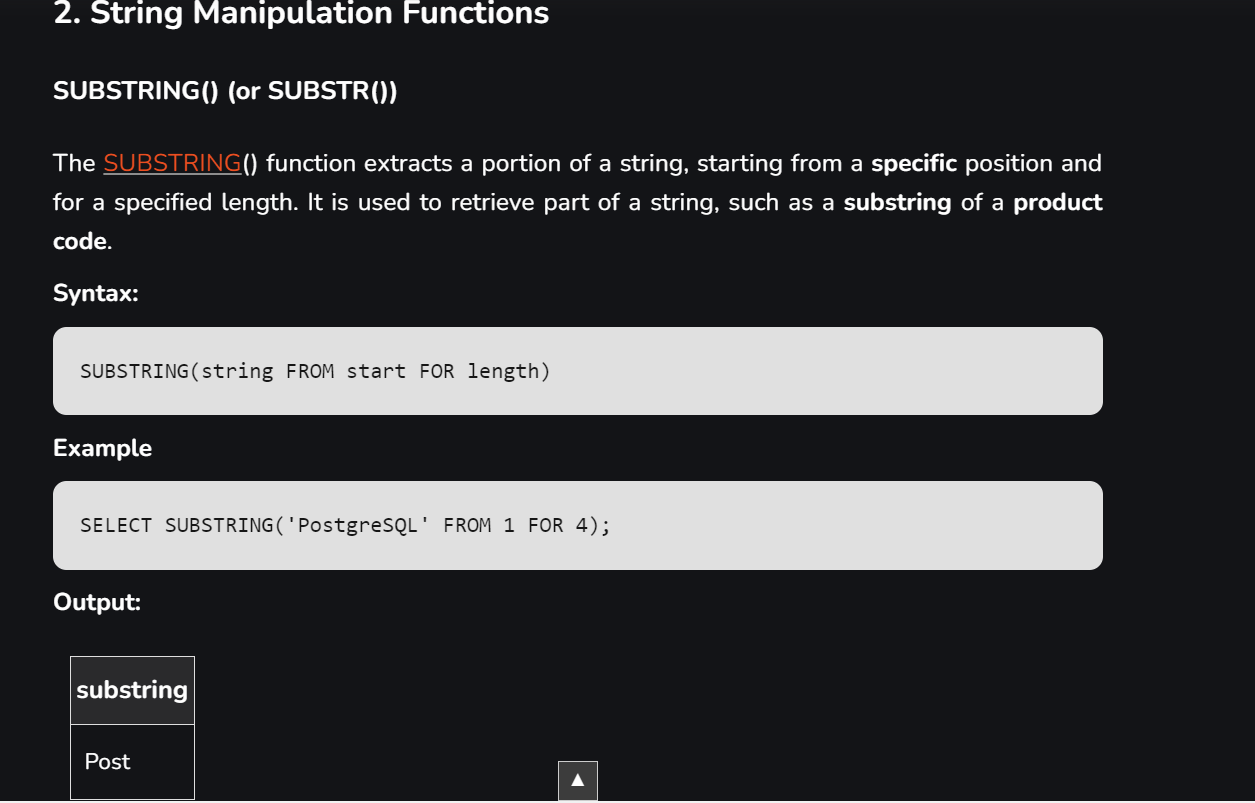 2. String Manipulation Functions
SUBSTRING() (or SUBSTR())
The SUBSTRING() function extracts a portion of a string, starting from a specific position and
for a specified length. It is used to retrieve part of a string, such as a substring of a product
code.
Syntax:
SUBSTRING(string FROM start FOR length)
Example
SELECT SUBSTRING('PostgreSQL' FROM 1 FOR 4);
Output:
substring
Post